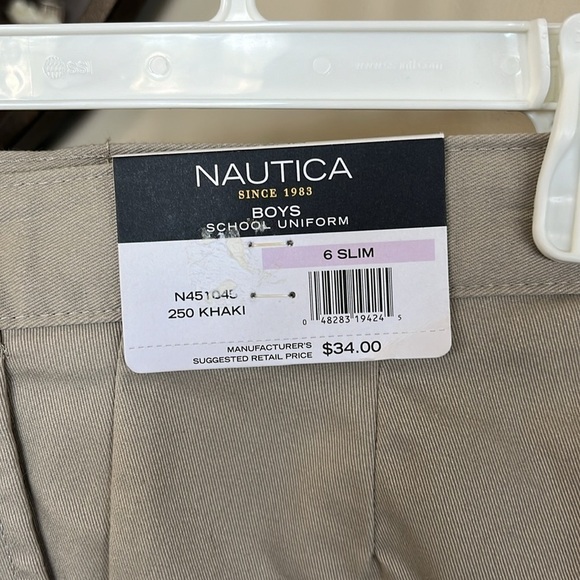 NAUTICA
SINCE 1983
BOYS
SCHOOL UNIFORM
6 SLIM
N451045
250 KHAKI
0 48283 19424 5
MANUFACTURER'S
SUGGESTED RETAIL PRICE $34.00